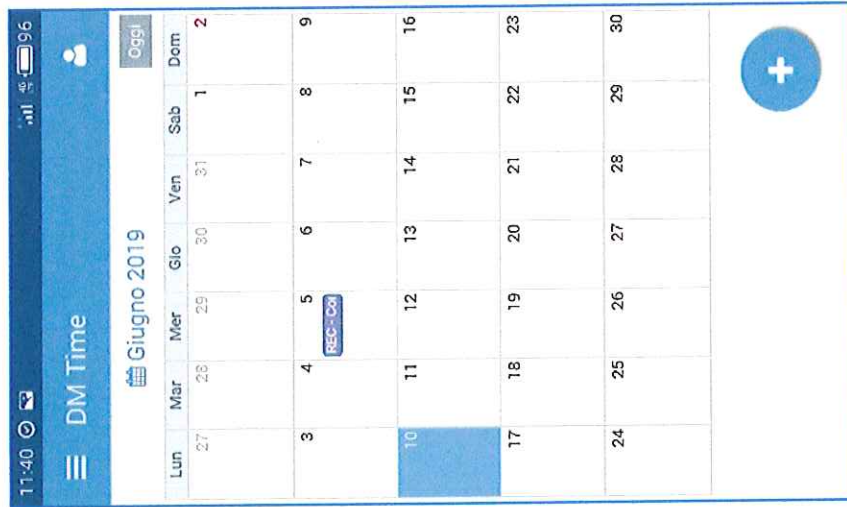 11:40 4G 96
DM Time
Giugno 2019 Oggi
Lun Mar Mer Gio Ven Sab Dom
27 28 29 30 31 1 2
3 4 5 6 7 8 9
REC - Col
10 11 12 13 14 15 16
17 18 19 20 21 22 23
24 25 26 27 28 29 30
+